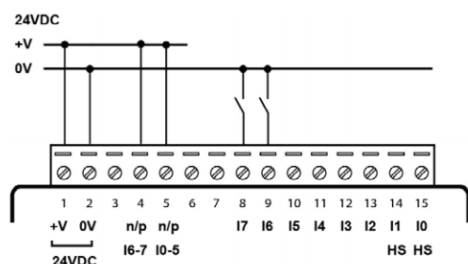 24VDC
+V
0V
1 2 3 4 5 6 7 8 9 10 11 12 13 14 15
+V 0V n/p n/p I7 I6 I5 I4 I3 I2 I1 I0
I6-7 I0-5 HS HS
24VDC